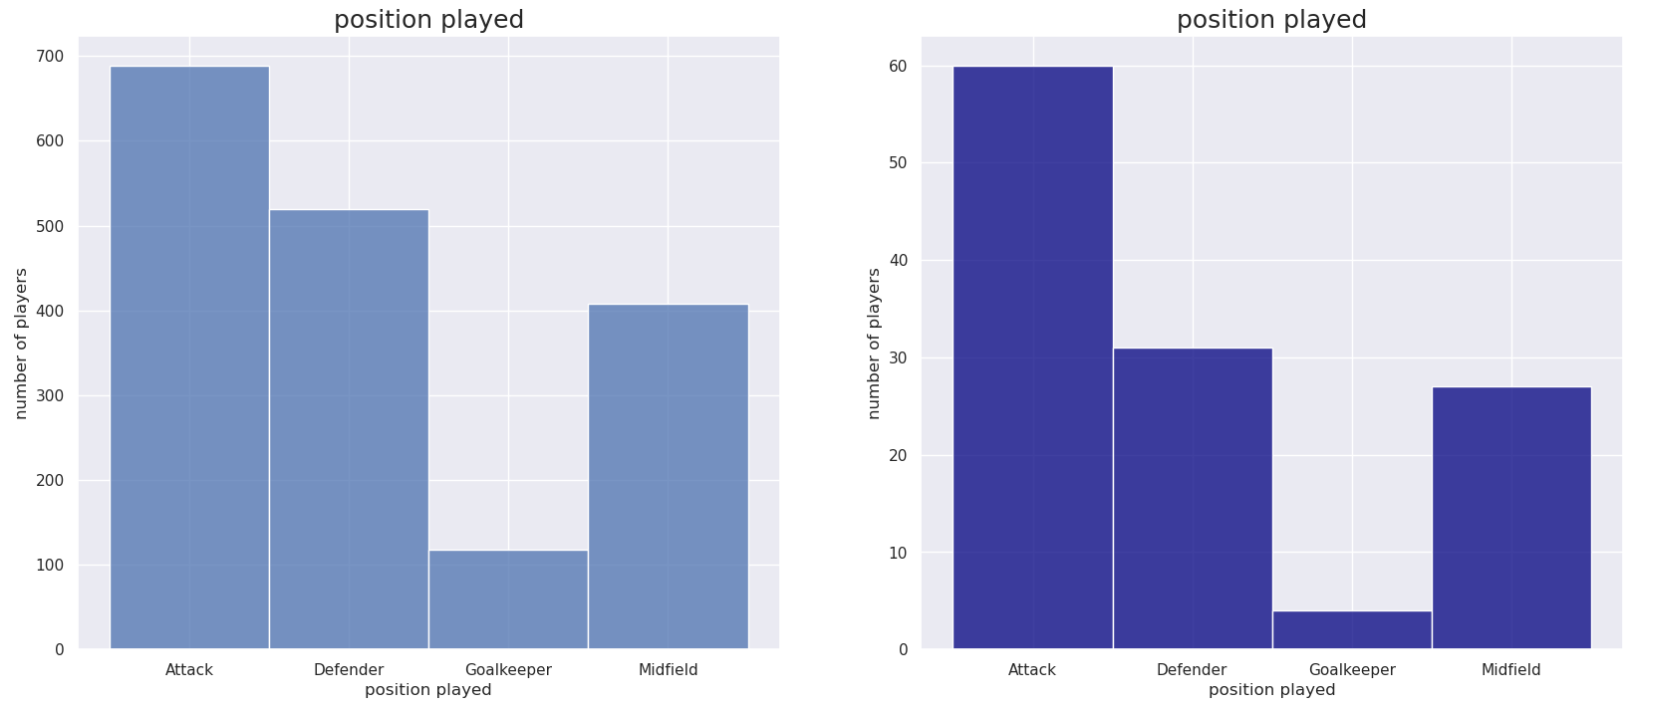 position played
700
600
500
400
300
200
100
0
number of players
Attack Defender Goalkeeper Midfield
position played
position played
60
50
40
30
20
10
0
number of players
Attack Defender Goalkeeper Midfield
position played